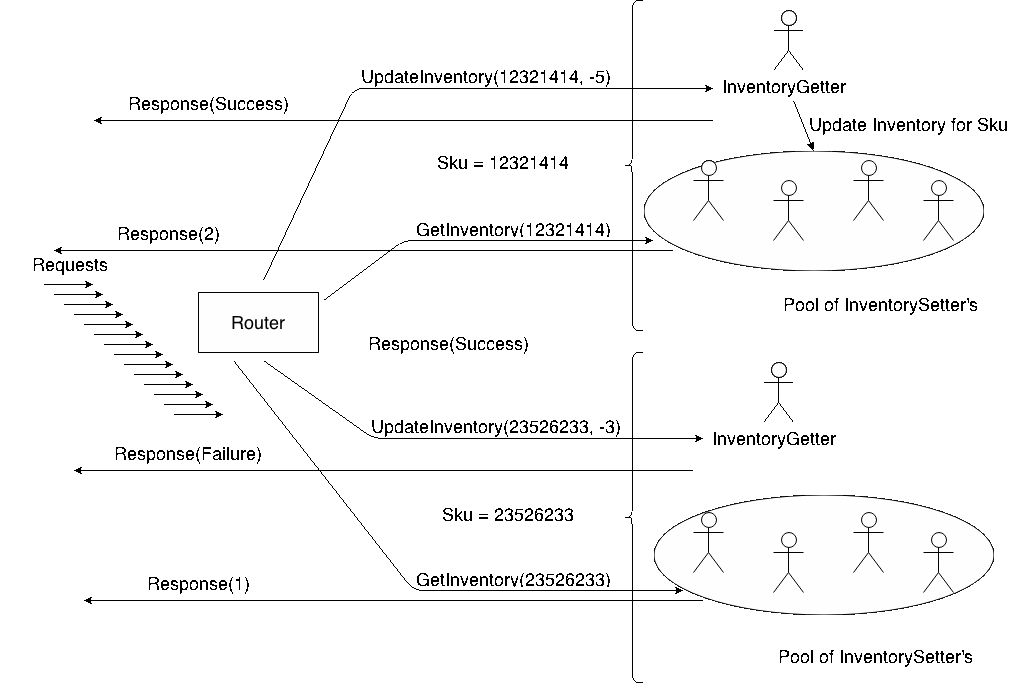 UpdateInventory(12321414, -5)
InventoryGetter
Response(Success)
Update Inventory for Sku
Sku = 12321414
GetInventory(12321414)
Response(2)
Requests
Pool of InventorySetter's
Router
Response(Success)
UpdateInventory(23526233, -3)
InventoryGetter
Response(Failure)
Sku = 23526233
GetInventory(23526233)
Response(1)
Pool of InventorySetter's